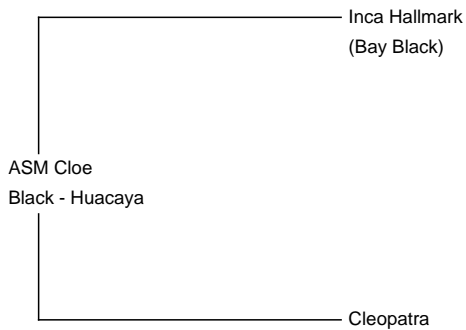 Inca Hallmark
(Bay Black)
ASM Cloe
Black - Huacaya
Cleopatra